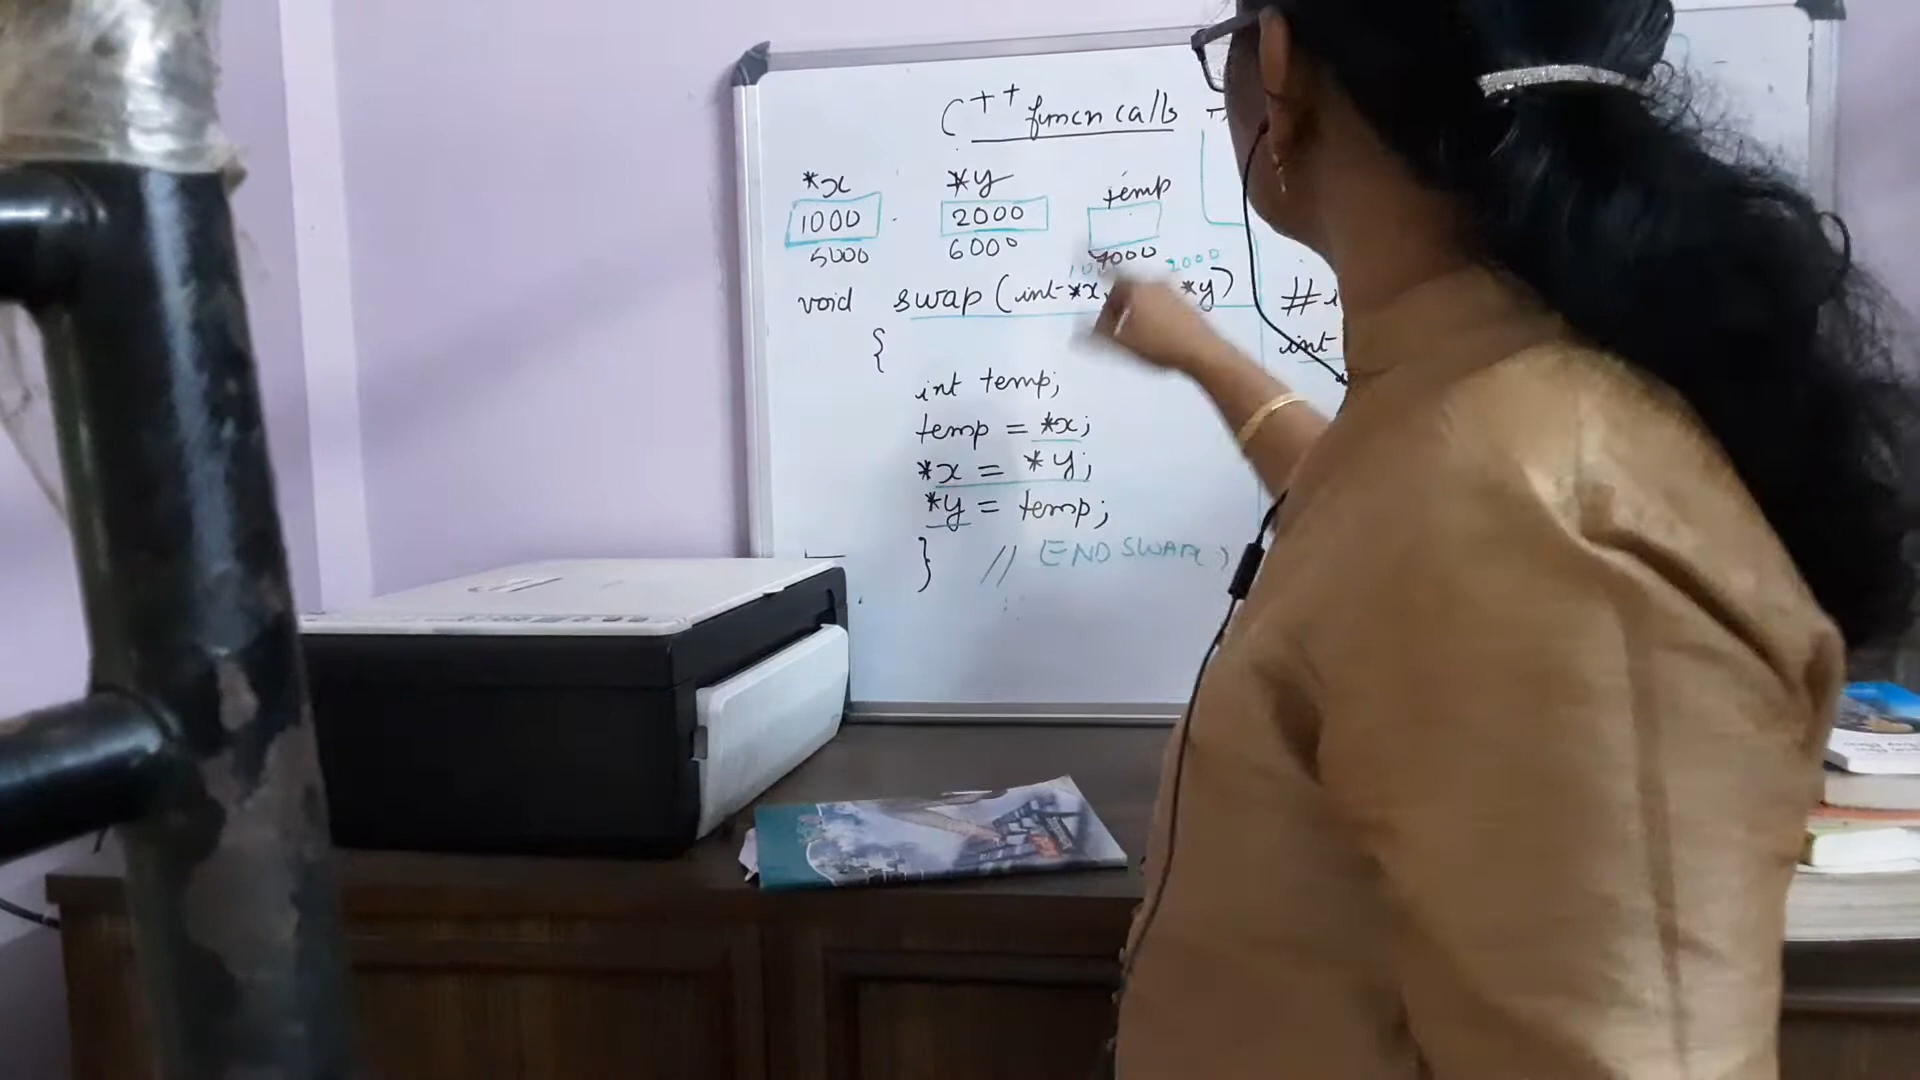 C++ funcn calls
*x *y temp
1000 2000
5000 6000 7000
2000
void swap (int *x, *y)
{
int temp;
temp = *x;
*x = *y;
*y = temp;
} // END SWAP
int